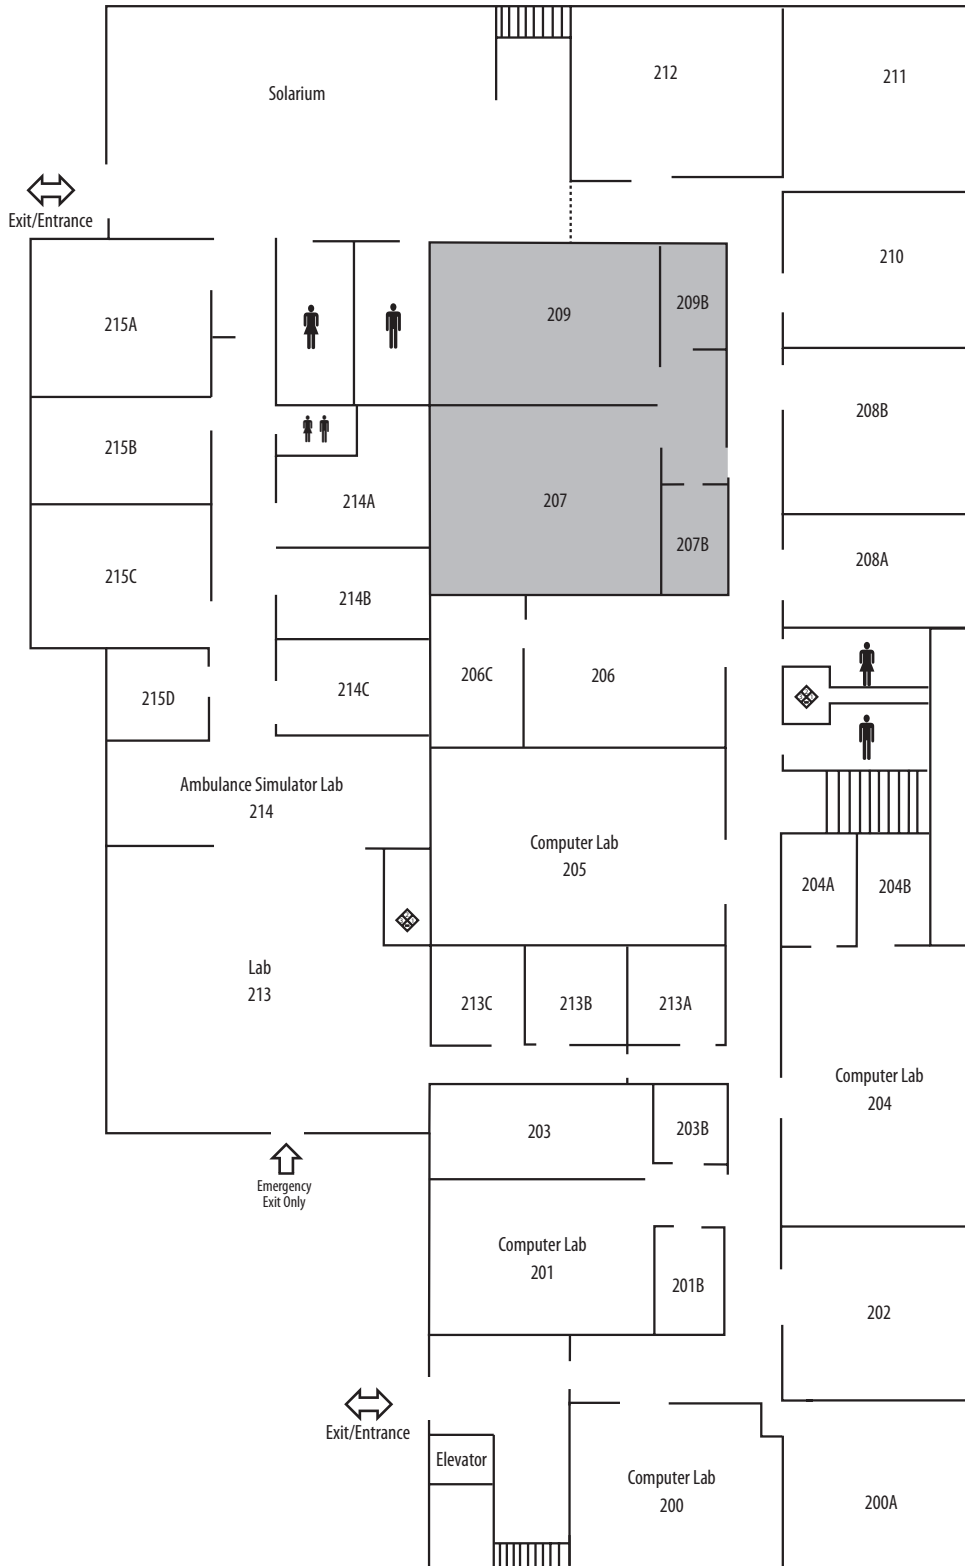 212
211
Solarium
Exit/Entrance
210
209
209B
215A
208B
215B
214A
207
207B
208A
215C
214B
206C
206
215D
214C
Ambulance Simulator Lab
214
Computer Lab
205
204A
204B
Lab
213
213C
213B
213A
Computer Lab
204
203
203B
Emergency
Exit Only
Computer Lab
201
201B
202
Exit/Entrance
Elevator
Computer Lab
200
200A